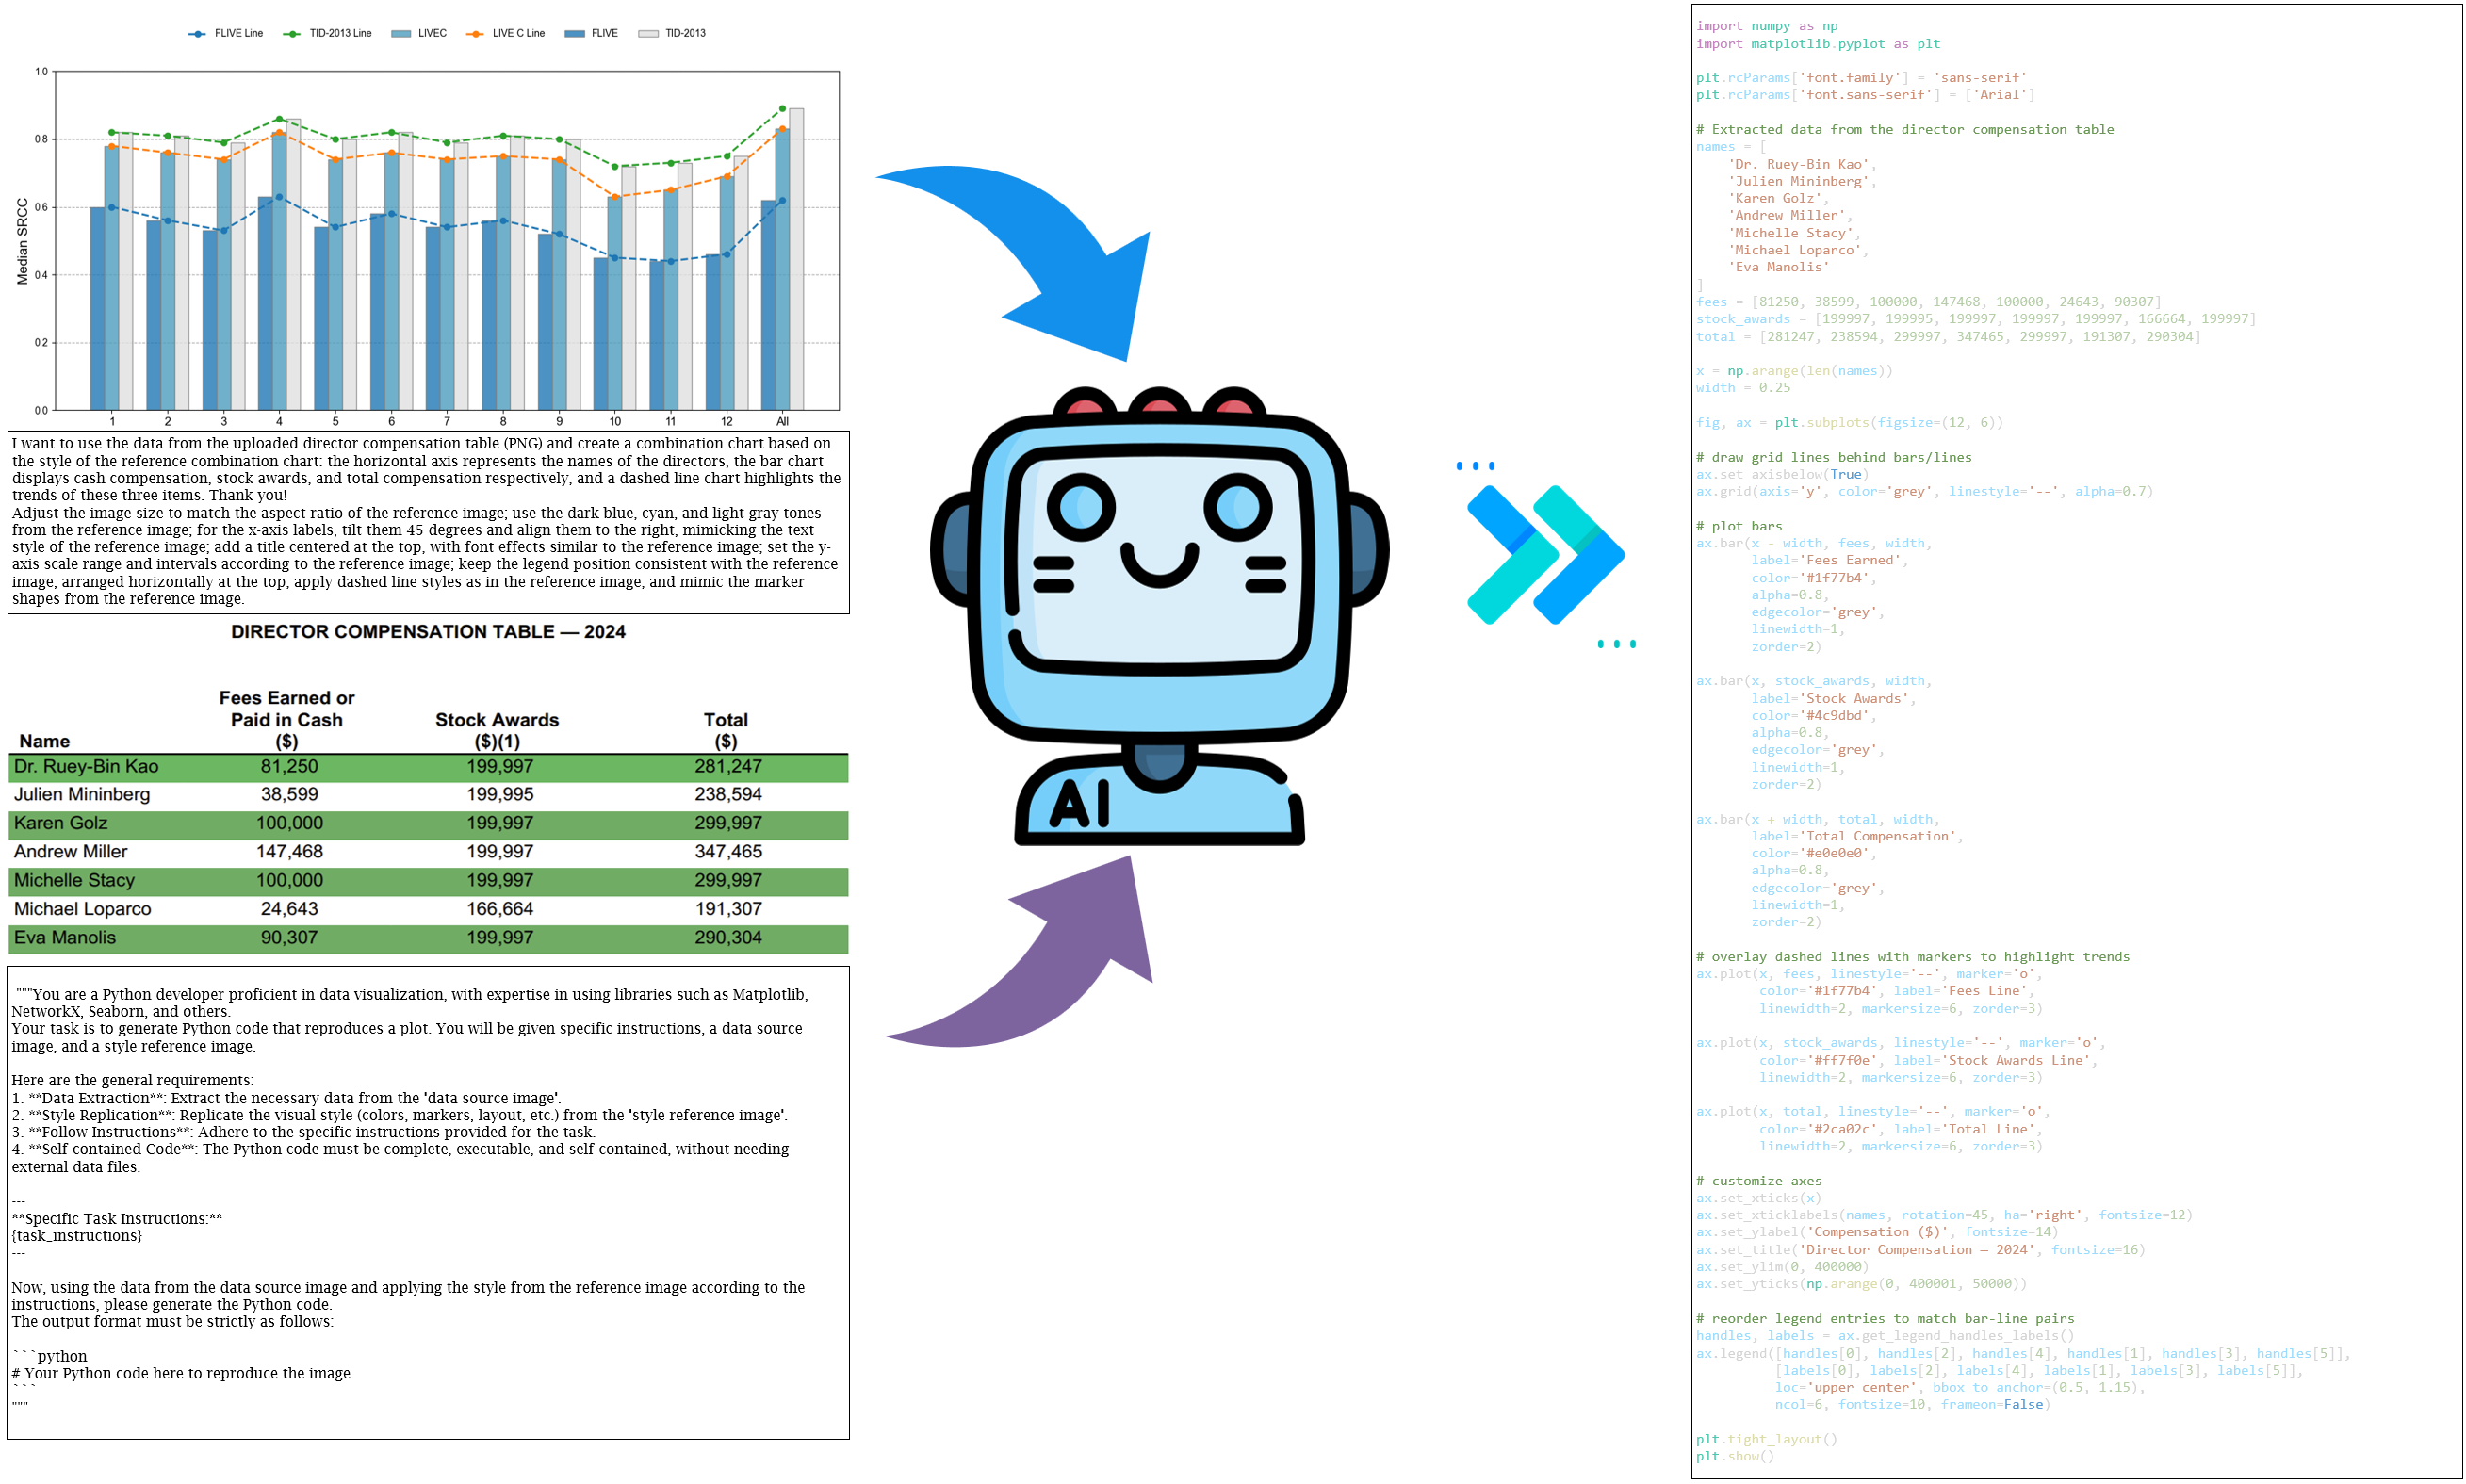 FLIVE Line TID-2013 Line LIVEC LIVE C Line FLIVE TID-2013
1.0
0.8
0.6
0.4
0.2
0.0
Median SRCC
1 2 3 4 5 6 7 8 9 10 11 12 All
I want to use the data from the uploaded director compensation table (PNG) and create a combination chart based on
the style of the reference combination chart: the horizontal axis represents the names of the directors, the bar chart
displays cash compensation, stock awards, and total compensation respectively, and a dashed line chart highlights the
trends of these three items. Thank you!
Adjust the image size to match the aspect ratio of the reference image; use the dark blue, cyan, and light gray tones
from the reference image; for the x-axis labels, tilt them 45 degrees and align them to the right, mimicking the text
style of the reference image; add a title centered at the top, with font effects similar to the reference image; set the y-
axis scale range and intervals according to the reference image; keep the legend position consistent with the reference
image, arranged horizontally at the top; apply dashed line styles as in the reference image, and mimic the marker
shapes from the reference image.
DIRECTOR COMPENSATION TABLE — 2024
Fees Earned or
Paid in Cash Stock Awards Total
Name ($) ($)(1) ($)
Dr. Ruey-Bin Kao 81,250 199,997 281,247
Julien Mininberg 38,599 199,995 238,594
Karen Golz 100,000 199,997 299,997
Andrew Miller 147,468 199,997 347,465
Michelle Stacy 100,000 199,997 299,997
Michael Loparco 24,643 166,664 191,307
Eva Manolis 90,307 199,997 290,304
"""You are a Python developer proficient in data visualization, with expertise in using libraries such as Matplotlib,
NetworkX, Seaborn, and others.
Your task is to generate Python code that reproduces a plot. You will be given specific instructions, a data source
image, and a style reference image.
Here are the general requirements:
1. **Data Extraction**: Extract the necessary data from the 'data source image'.
2. **Style Replication**: Replicate the visual style (colors, markers, layout, etc.) from the 'style reference image'.
3. **Follow Instructions**: Adhere to the specific instructions provided for the task.
4. **Self-contained Code**: The Python code must be complete, executable, and self-contained, without needing
external data files.
---
**Specific Task Instructions:**
{task_instructions}
---
Now, using the data from the data source image and applying the style from the reference image according to the
instructions, please generate the Python code.
The output format must be strictly as follows:
```python
# Your Python code here to reproduce the image.
```
"""
AI
import numpy as np
import matplotlib.pyplot as plt
plt.rcParams['font.family'] = 'sans-serif'
plt.rcParams['font.sans-serif'] = ['Arial']
# Extracted data from the director compensation table
names = [
    'Dr. Ruey-Bin Kao',
    'Julien Mininberg',
    'Karen Golz',
    'Andrew Miller',
    'Michelle Stacy',
    'Michael Loparco',
    'Eva Manolis'
]
fees = [81250, 38599, 100000, 147468, 100000, 24643, 90307]
stock_awards = [199997, 199995, 199997, 199997, 199997, 166664, 199997]
total = [281247, 238594, 299997, 347465, 299997, 191307, 290304]
x = np.arange(len(names))
width = 0.25
fig, ax = plt.subplots(figsize=(12, 6))
# draw grid lines behind bars/lines
ax.set_axisbelow(True)
ax.grid(axis='y', color='grey', linestyle='--', alpha=0.7)
# plot bars
ax.bar(x - width, fees, width,
       label='Fees Earned',
       color='#1f77b4',
       alpha=0.8,
       edgecolor='grey',
       linewidth=1,
       zorder=2)
ax.bar(x, stock_awards, width,
       label='Stock Awards',
       color='#4c9dbd',
       alpha=0.8,
       edgecolor='grey',
       linewidth=1,
       zorder=2)
ax.bar(x + width, total, width,
       label='Total Compensation',
       color='#e0e0e0',
       alpha=0.8,
       edgecolor='grey',
       linewidth=1,
       zorder=2)
# overlay dashed lines with markers to highlight trends
ax.plot(x, fees, linestyle='--', marker='o',
        color='#1f77b4', label='Fees Line',
        linewidth=2, markersize=6, zorder=3)
ax.plot(x, stock_awards, linestyle='--', marker='o',
        color='#ff7f0e', label='Stock Awards Line',
        linewidth=2, markersize=6, zorder=3)
ax.plot(x, total, linestyle='--', marker='o',
        color='#2ca02c', label='Total Line',
        linewidth=2, markersize=6, zorder=3)
# customize axes
ax.set_xticks(x)
ax.set_xticklabels(names, rotation=45, ha='right', fontsize=12)
ax.set_ylabel('Compensation ($)', fontsize=14)
ax.set_title('Director Compensation — 2024', fontsize=16)
ax.set_ylim(0, 400000)
ax.set_yticks(np.arange(0, 400001, 50000))
# reorder legend entries to match bar-line pairs
handles, labels = ax.get_legend_handles_labels()
ax.legend([handles[0], handles[2], handles[4], handles[1], handles[3], handles[5]],
          [labels[0], labels[2], labels[4], labels[1], labels[3], labels[5]],
          loc='upper center', bbox_to_anchor=(0.5, 1.15),
          ncol=6, fontsize=10, frameon=False)
plt.tight_layout()
plt.show()